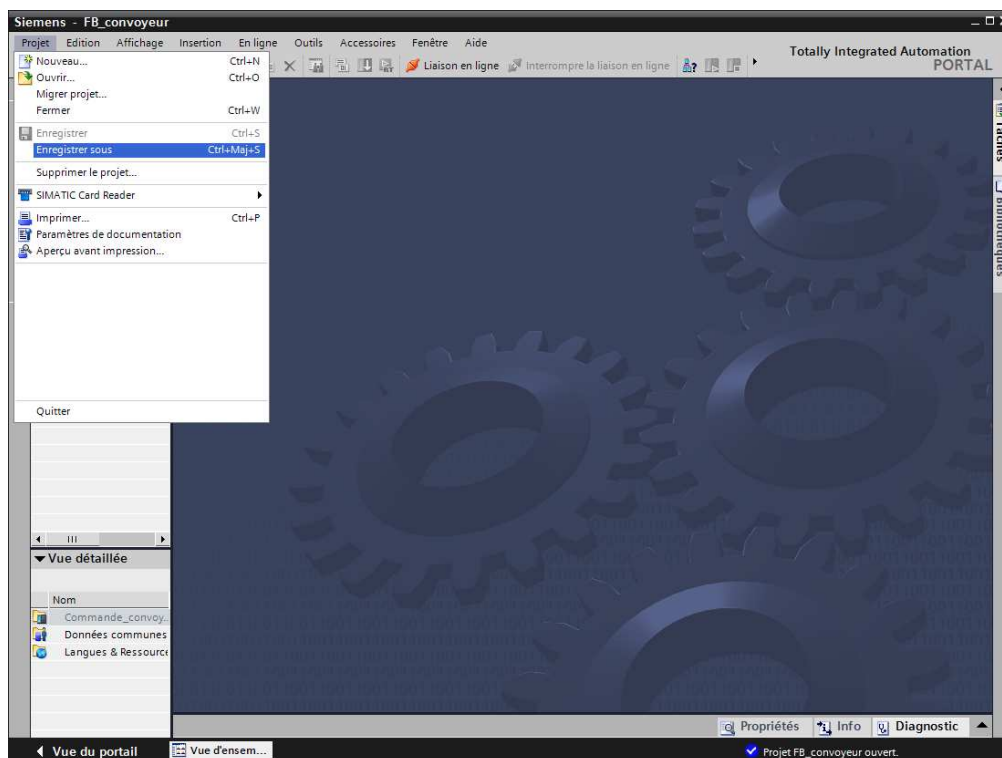 Siemens - FB_convoyeur
Projet Edition Affichage Insertion En ligne Outils Accessoires Fenêtre Aide
Totally Integrated Automation
PORTAL
Liaison en ligne Interrompre la liaison en ligne
Nouveau... Ctrl+N
Ouvrir... Ctrl+O
Migrer projet...
Fermer Ctrl+W
Enregistrer Ctrl+S
Enregistrer sous Ctrl+Maj+S
Supprimer le projet...
SIMATIC Card Reader
Imprimer... Ctrl+P
Paramètres de documentation
Aperçu avant impression...
Quitter
Tâches
Bibliothèques
Vue détaillée
Nom
Commande_convoy..
Données communes
Langues & Ressource
Propriétés Info Diagnostic
Vue du portail Vue d'ensem... Projet FB_convoyeur ouvert.